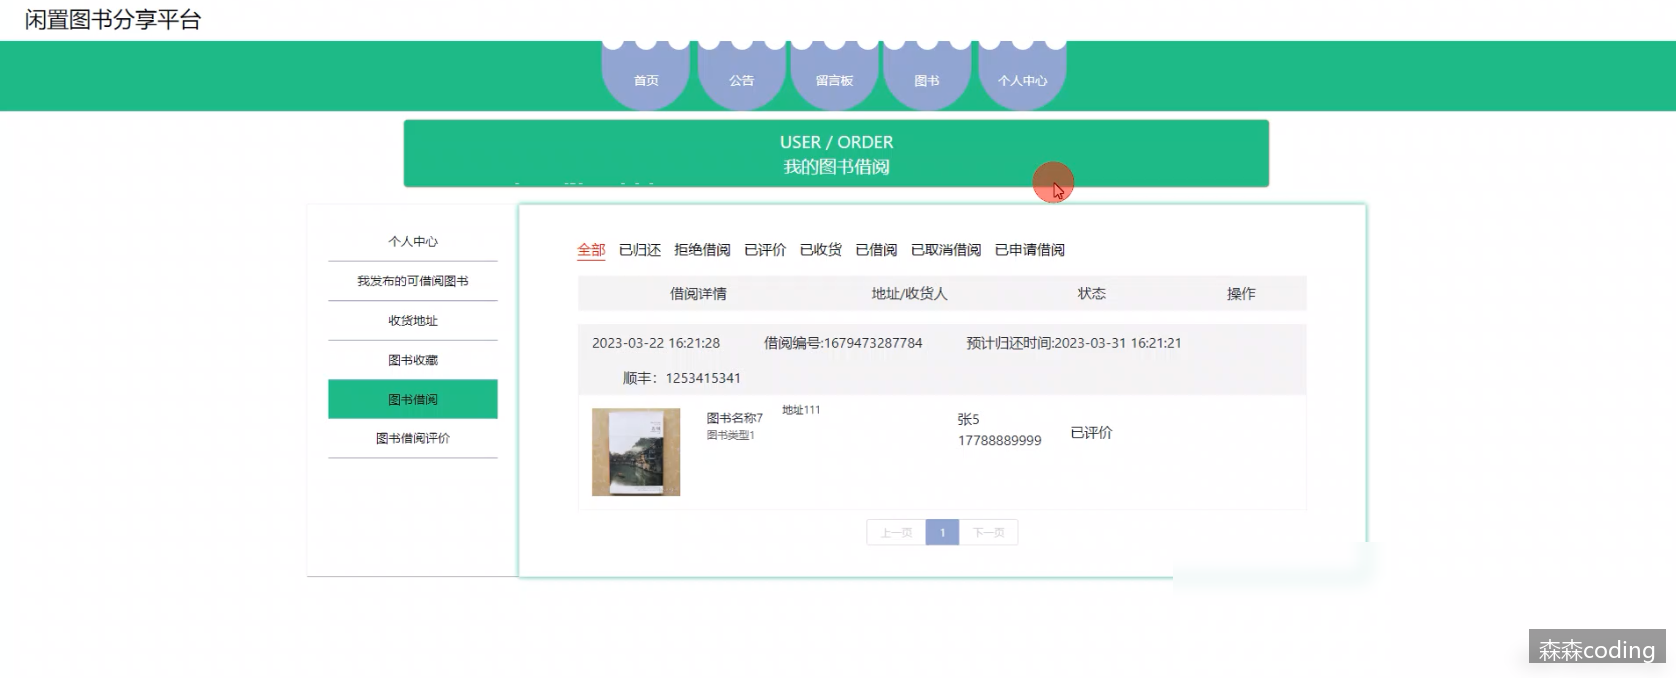 闲置图书分享平台
首页 公告 留言板 图书 个人中心
USER / ORDER
我的图书借阅
个人中心
我发布的可借阅图书
收货地址
图书收藏
图书借阅
图书借阅评价
全部 已归还 拒绝借阅 已评价 已收货 已借阅 已取消借阅 已申请借阅
借阅详情 地址/收货人 状态 操作
2023-03-22 16:21:28 借阅编号:1679473287784 预计归还时间:2023-03-31 16:21:21
顺丰：1253415341
图书名称7
图书类型1
地址111
张5
17788889999
已评价
上一页 1 下一页
森森coding